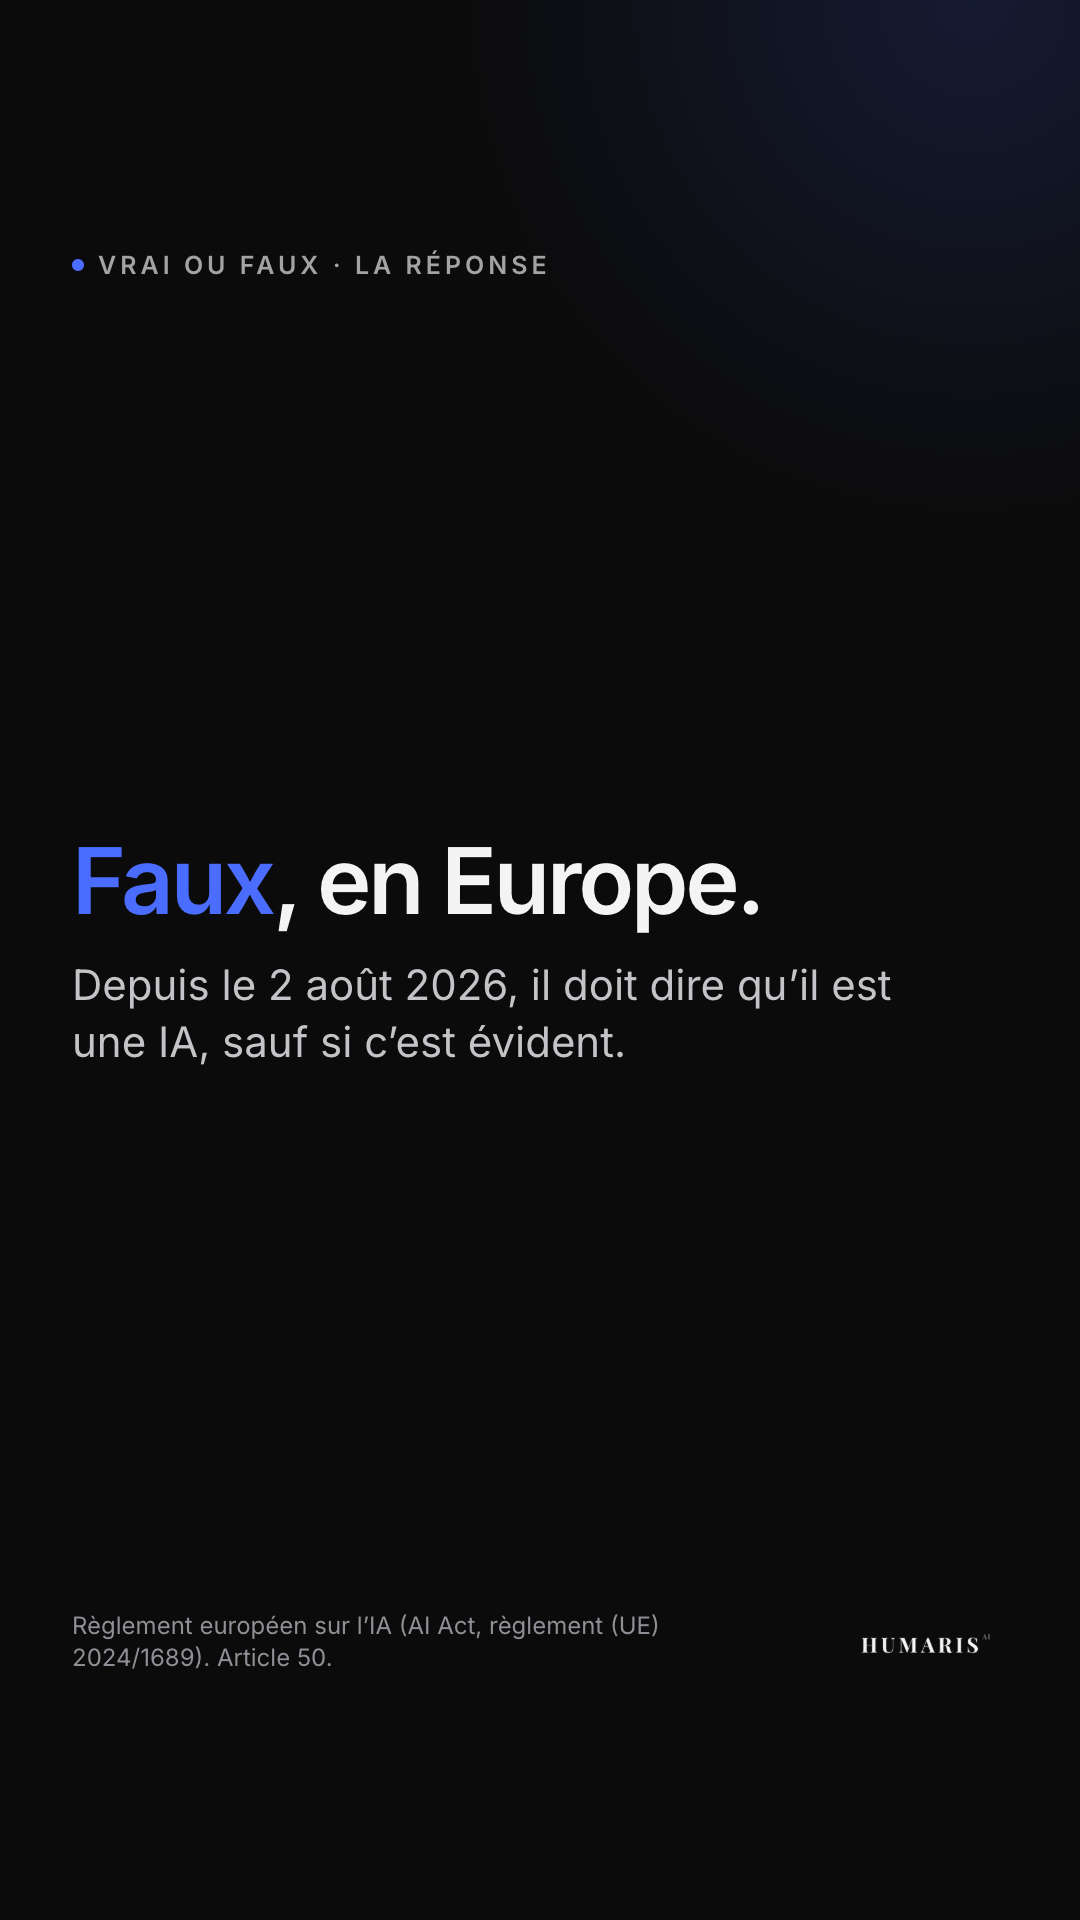 VRAI OU FAUX · LA RÉPONSE
Faux, en Europe.
Depuis le 2 août 2026, il doit dire qu’il est
une IA, sauf si c’est évident.
Règlement européen sur l’IA (AI Act, règlement (UE)
2024/1689). Article 50.
HUMARIS AI